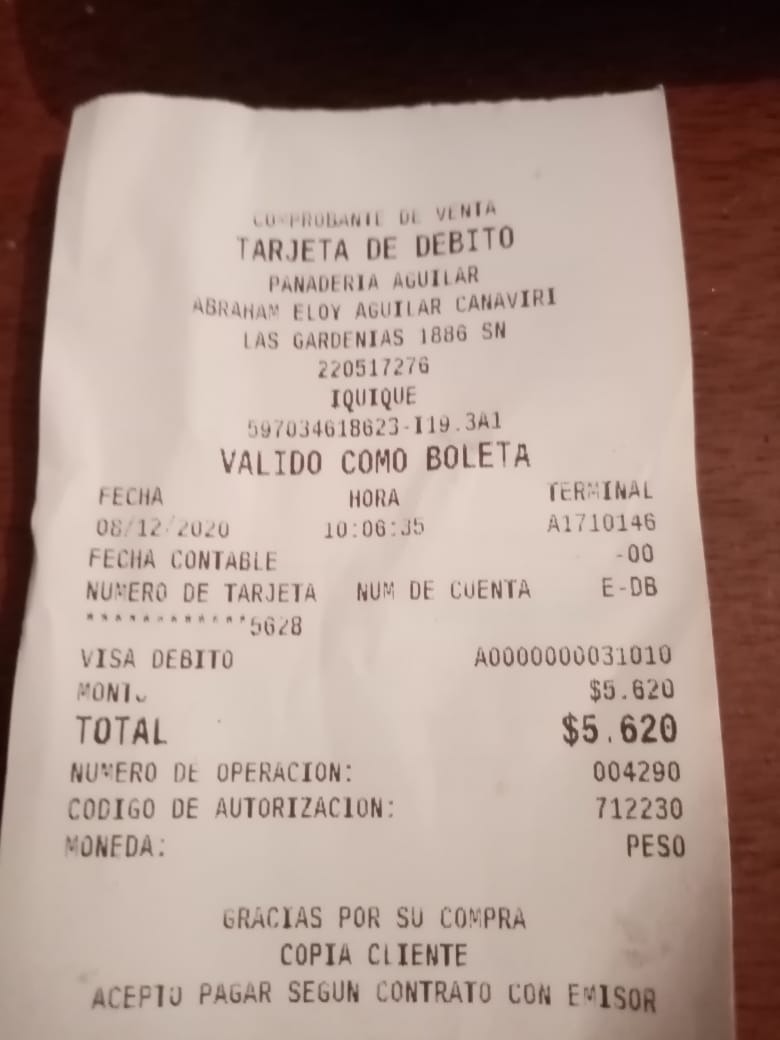 COMPROBANTE DE VENTA
TARJETA DE DEBITO
PANADERIA AGUILAR
ABRAHAM ELOY AGUILAR CANAVIRI
LAS GARDENIAS 1886 SN
220517276
IQUIQUE
597034618623-I19.3A1
VALIDO COMO BOLETA
FECHA HORA TERMINAL
08/12/2020 10:06:35 A1710146
FECHA CONTABLE -00
NUMERO DE TARJETA NUM DE CUENTA E-DB
************5628
VISA DEBITO A0000000031010
MONTO $5.620
TOTAL $5.620
NUMERO DE OPERACION: 004290
CODIGO DE AUTORIZACION: 712230
MONEDA: PESO
GRACIAS POR SU COMPRA
COPIA CLIENTE
ACEPTO PAGAR SEGUN CONTRATO CON EMISOR